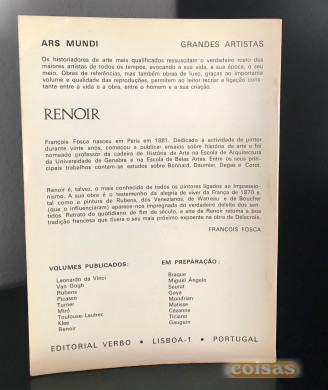 ARS MUNDI GRANDES ARTISTAS
Os historiadores de arte mais qualificados ressuscitam o verdadeiro rosto dos
maiores artistas de todos os tempos, evocando a sua vida, a sua época, o seu
meio. Obras de referências, mas também obras de luxo, graças ao importante
volume e qualidade das reproduções, permitem ao leitor recriar a ligação cons-
tante entre a vida e a obra, entre o homem e a sua criação.
RENOIR
François Fosca nasceu em Paris em 1881. Dedicado à actividade de pintor
durante vinte anos, começou a publicar ensaios sobre história de arte e foi
nomeado professor da cadeira de História de Arte na Escola de Arquitectura
da Universidade de Genebra e na Escola de Belas Artes. Entre os seus prin-
cipais trabalhos contam-se estudos sobre Bonnard, Daumier, Degas e Corot.
Renoir é, talvez, o mais conhecido de todos os pintores ligados ao Impressio-
nismo. A sua obra é o testemunho da alegria de viver da França de 1870 e,
tal como a pintura de Rubens, dos Venezianos, de Watteau e de Boucher
(que o influenciaram) aparece-nos impregnada do verdadeiro deleite dos sen-
tidos. Retrato do quotidiano de fim de século, a arte de Renoir retoma a boa
tradição francesa que tivera o seu mais próximo expoente na obra de Delacroix.
FRANÇOIS FOSCA
VOLUMES PUBLICADOS:
Leonardo da Vinci
Van Gogh
Rubens
Picasso
Turner
Miró
Toulouse-Lautrec
Klee
Renoir
EM PREPARAÇÃO:
Braque
Miguel Ângelo
Seurat
Goya
Mondrian
Matisse
Cézanne
Ticiano
Gauguin
EDITORIAL VERBO • LISBOA-1 • PORTUGAL
coisas